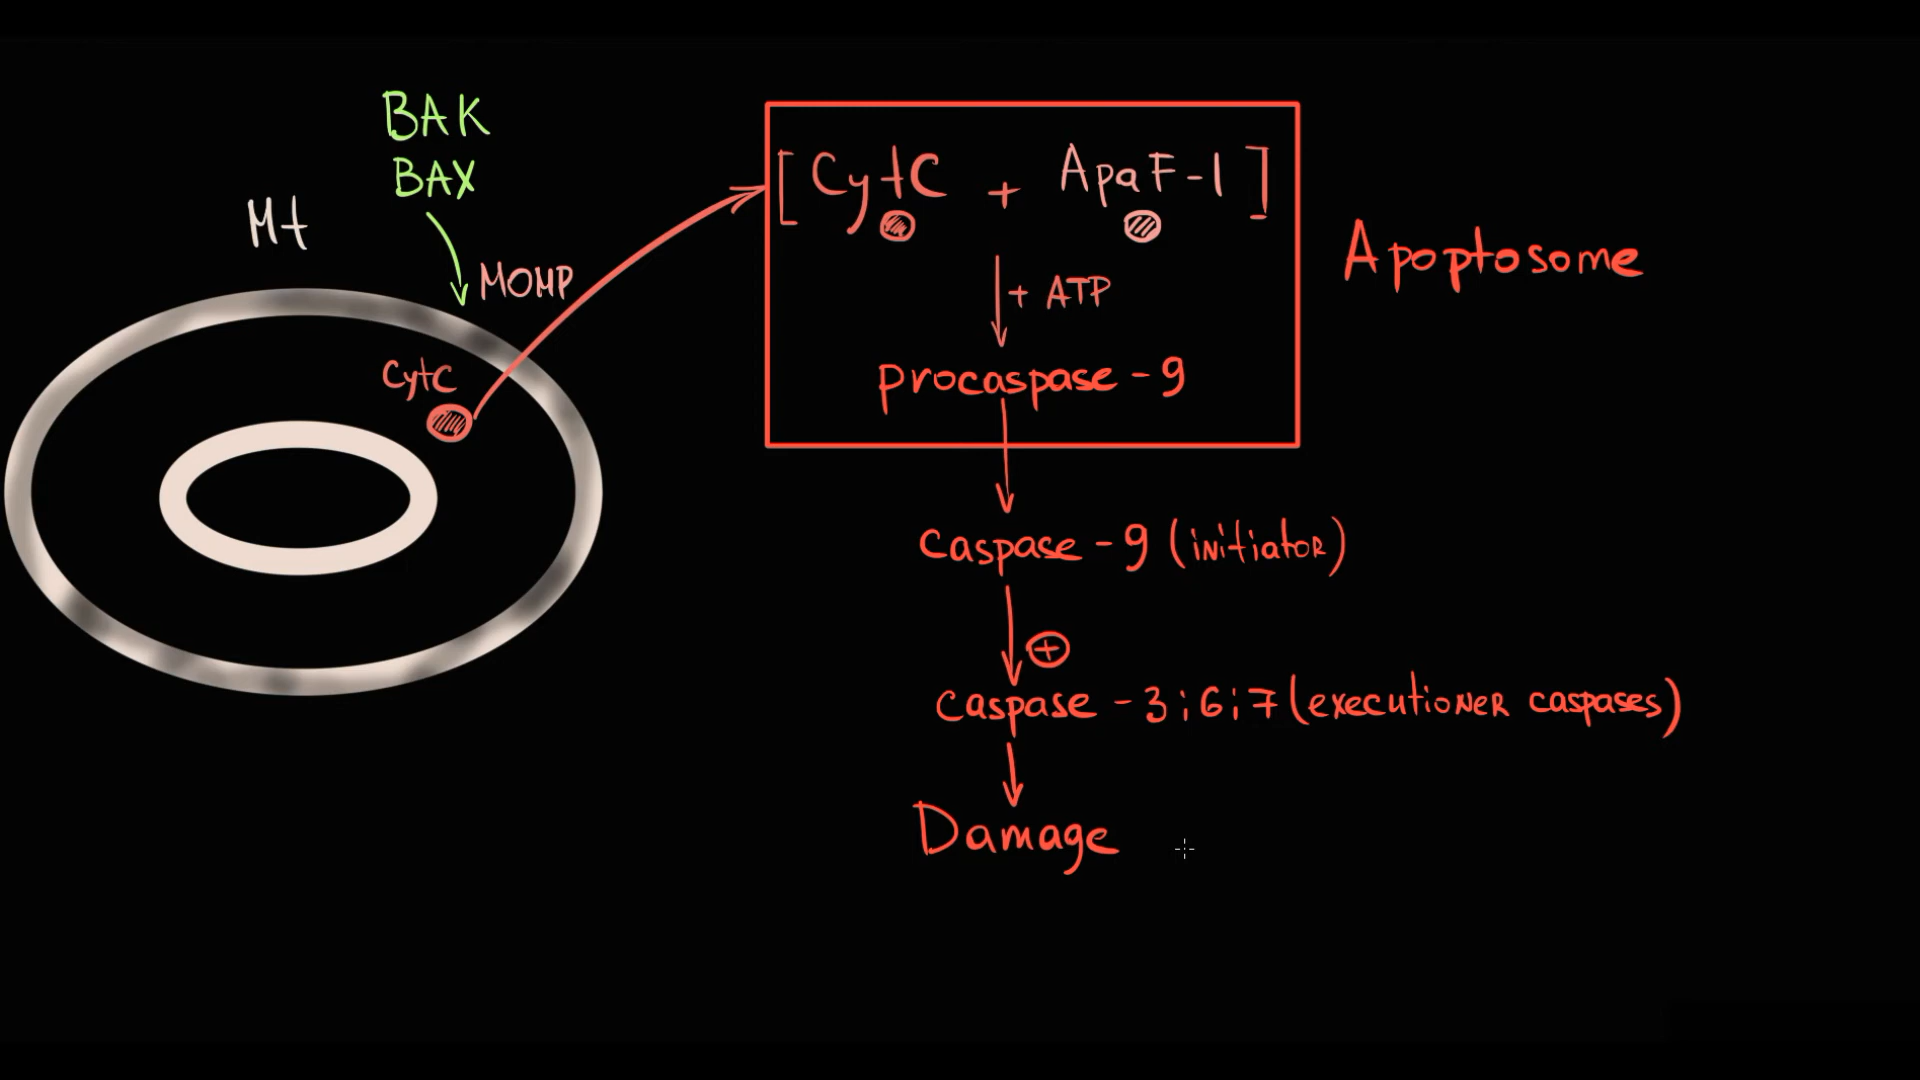 BAK
BAX
Mt
MOMP
CytC
[CytC + ApaF-1]
+ ATP
procaspase-9
Apoptosome
caspase-9 (initiator)
+
caspase-3;6;7 (executioner caspases)
Damage